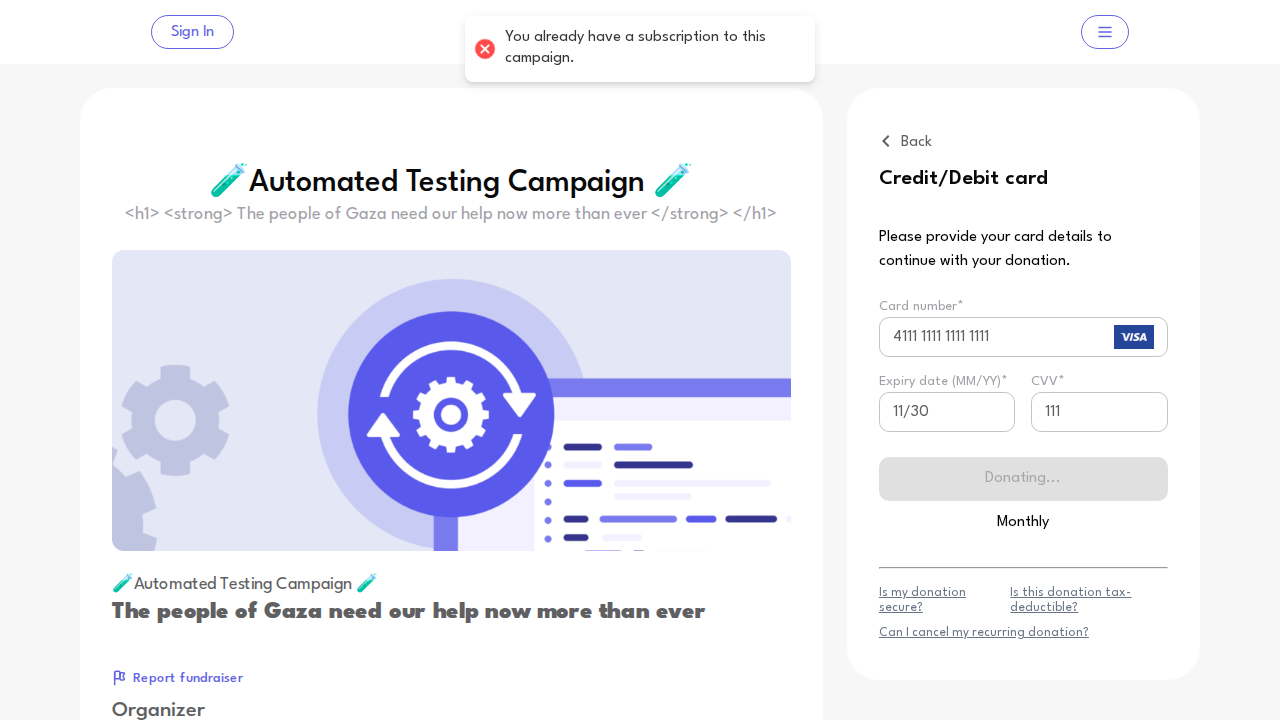 Sign In
You already have a subscription to this
campaign.
Back
🧪Automated Testing Campaign 🧪
<h1> <strong> The people of Gaza need our help now more than ever </strong> </h1>
Credit/Debit card
Please provide your card details to
continue with your donation.
Card number*
4111 1111 1111 1111
VISA
Expiry date (MM/YY)*
CVV*
11/30
111
Donating...
Monthly
Is my donation
secure?
Is this donation tax-
deductible?
Can I cancel my recurring donation?
🧪Automated Testing Campaign 🧪
The people of Gaza need our help now more than ever
Report fundraiser
Organizer